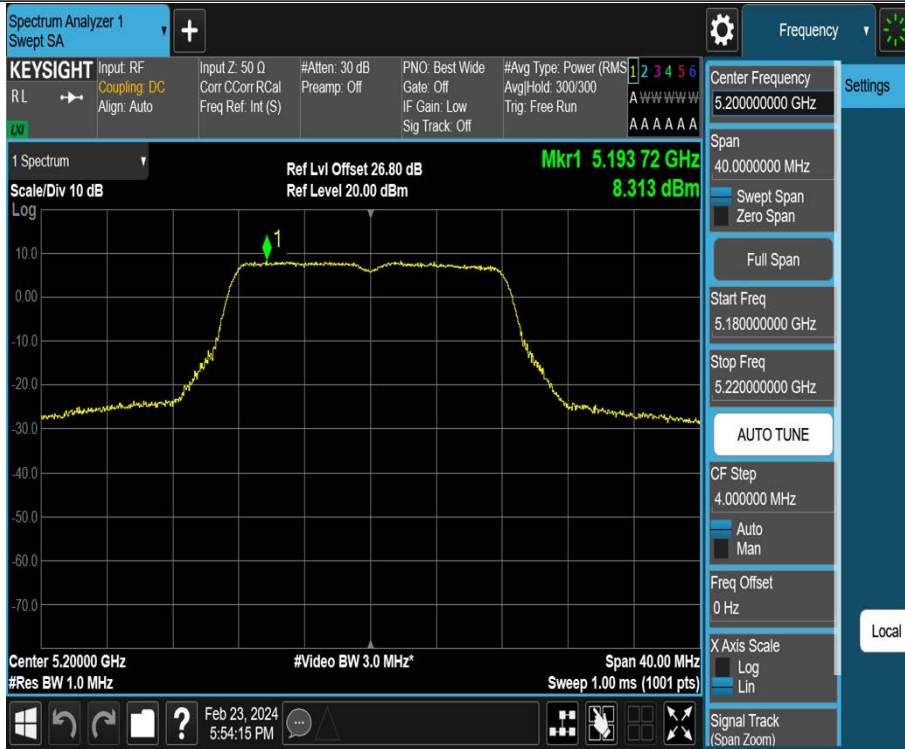 Spectrum Analyzer 1
Swept SA
+
Frequency
KEYSIGHT
R L
LXI
Input: RF
Coupling: DC
Align: Auto
Input Z: 50 Ω
Corr CCorr RCal
Freq Ref: Int (S)
#Atten: 30 dB
Preamp: Off
PNO: Best Wide
Gate: Off
IF Gain: Low
Sig Track: Off
#Avg Type: Power (RMS
Avg|Hold: 300/300
Trig: Free Run
1 2 3 4 5 6
A W W W W W
A A A A A A
1 Spectrum
Scale/Div 10 dB
Log
Ref Lvl Offset 26.80 dB
Ref Level 20.00 dBm
Mkr1 5.193 72 GHz
8.313 dBm
1
10.0
0.00
-10.0
-20.0
-30.0
-40.0
-50.0
-60.0
-70.0
Center 5.20000 GHz
#Res BW 1.0 MHz
#Video BW 3.0 MHz*
Span 40.00 MHz
Sweep 1.00 ms (1001 pts)
?
Feb 23, 2024
5:54:15 PM
Center Frequency
5.200000000 GHz
Span
40.0000000 MHz
Swept Span
Zero Span
Full Span
Start Freq
5.180000000 GHz
Stop Freq
5.220000000 GHz
AUTO TUNE
CF Step
4.000000 MHz
Auto
Man
Freq Offset
0 Hz
X Axis Scale
Log
Lin
Signal Track
(Span Zoom)
Settings
Local